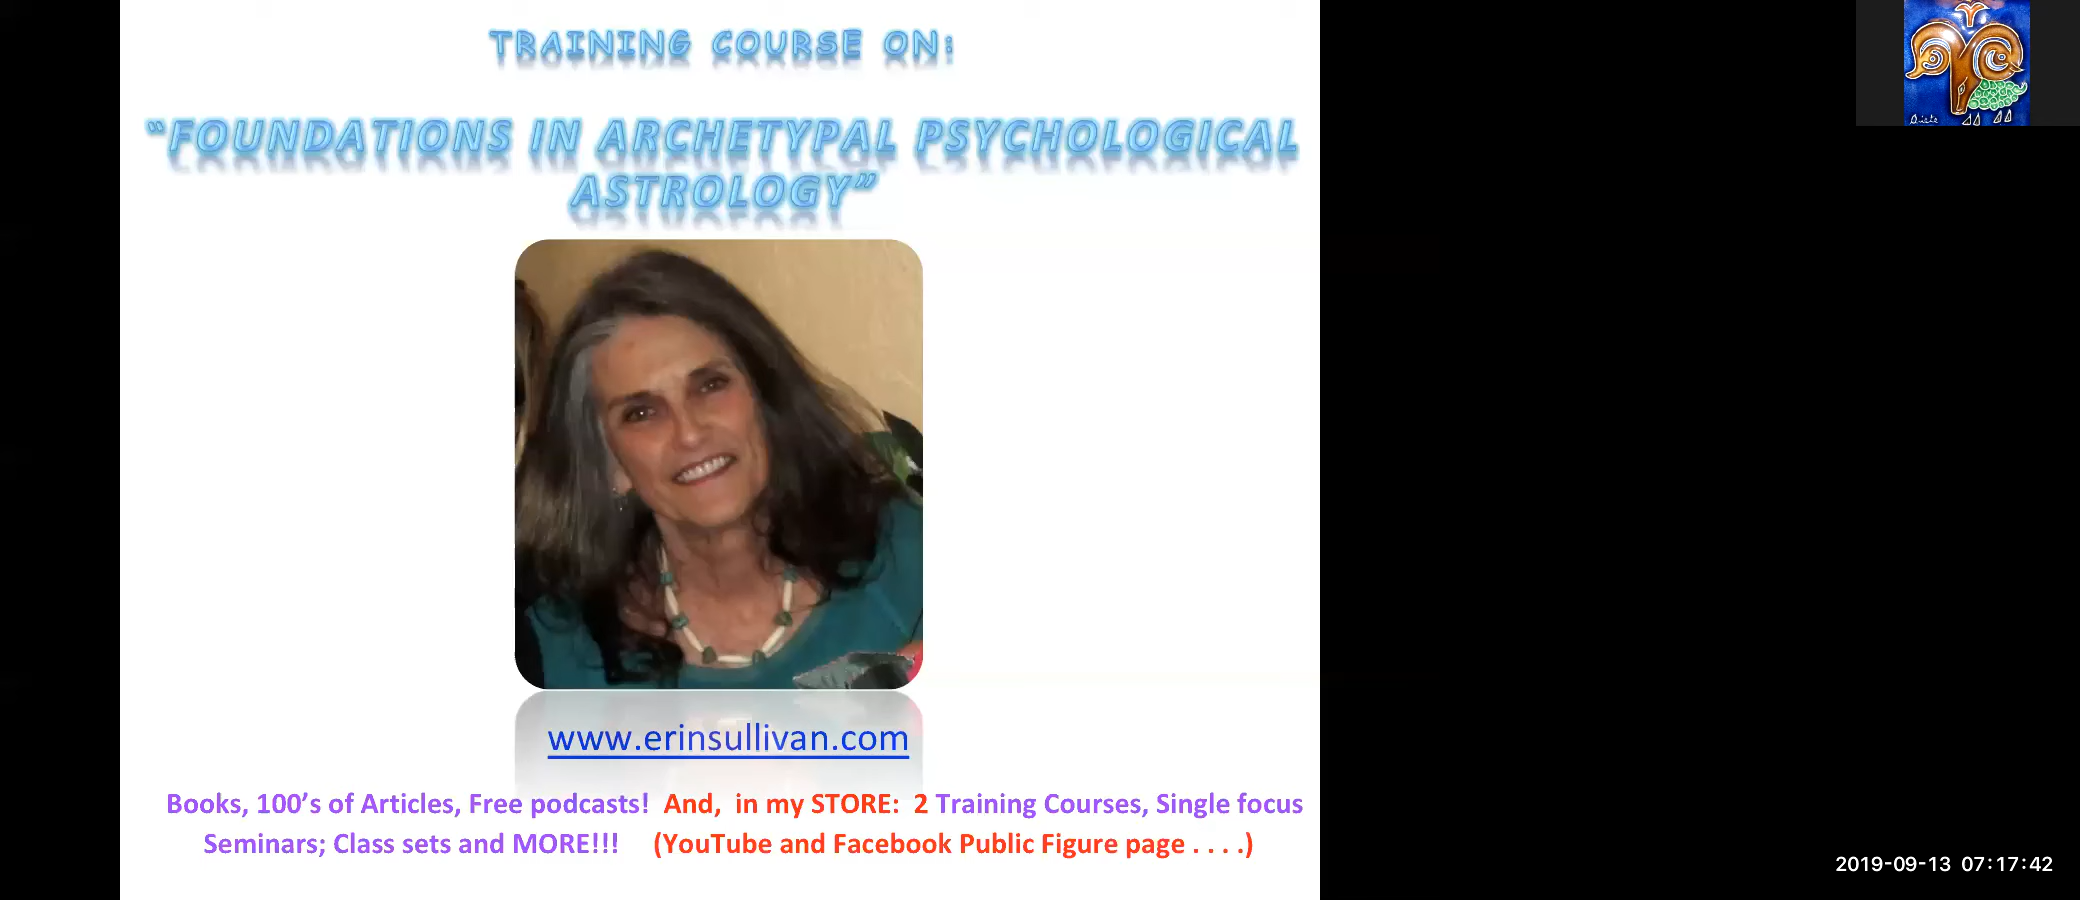 TRAINING COURSE ON:
“FOUNDATIONS IN ARCHETYPAL PSYCHOLOGICAL
ASTROLOGY”
www.erinsullivan.com
Books, 100’s of Articles, Free podcasts!  And,  in my STORE:  2 Training Courses, Single focus
Seminars; Class sets and MORE!!!    (YouTube and Facebook Public Figure page . . . .)
Ariete
2019-09-13 07:17:42